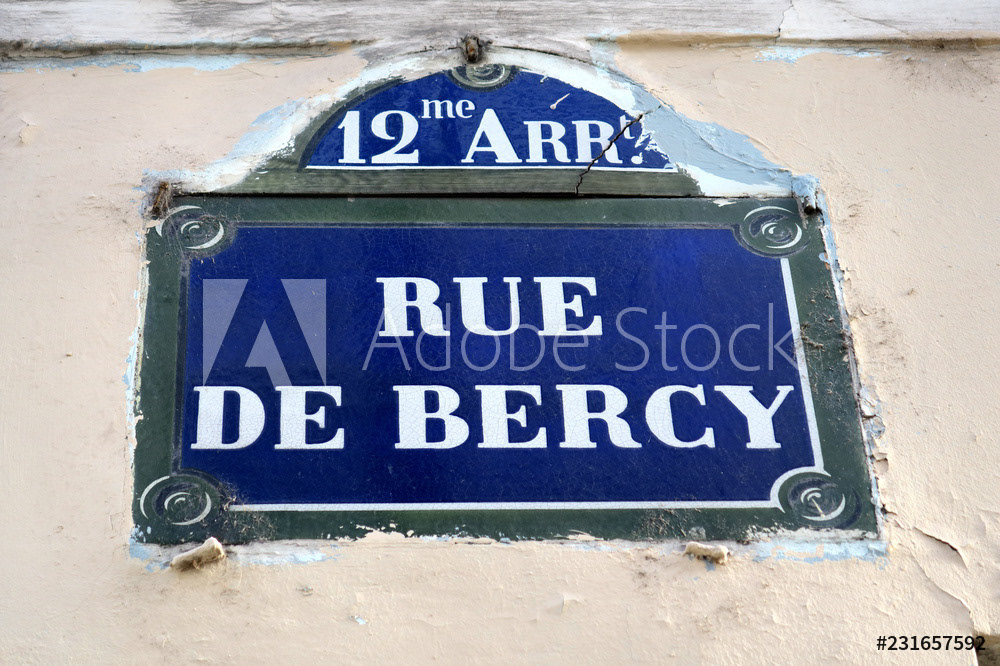 12me ARRt.
RUE
DE BERCY
Adobe Stock
#231657592